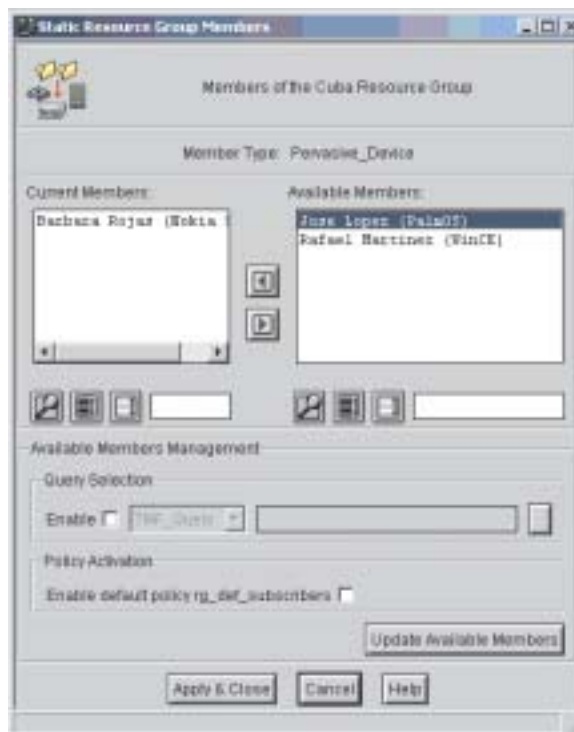 Static Resource Group Members
Members of the Cuba Resource Group
Member Type: Pervasive_Device
Current Members:
Available Members:
Barbara Rojas (Nokia
Jose Lopez (PalmOS)
Rafael Martinez (WinCE)
Available Members Management
Query Selection
Enable
Policy Activation
Enable default policy rg_def_subscribers
Update Available Members
Apply & Close
Cancel
Help